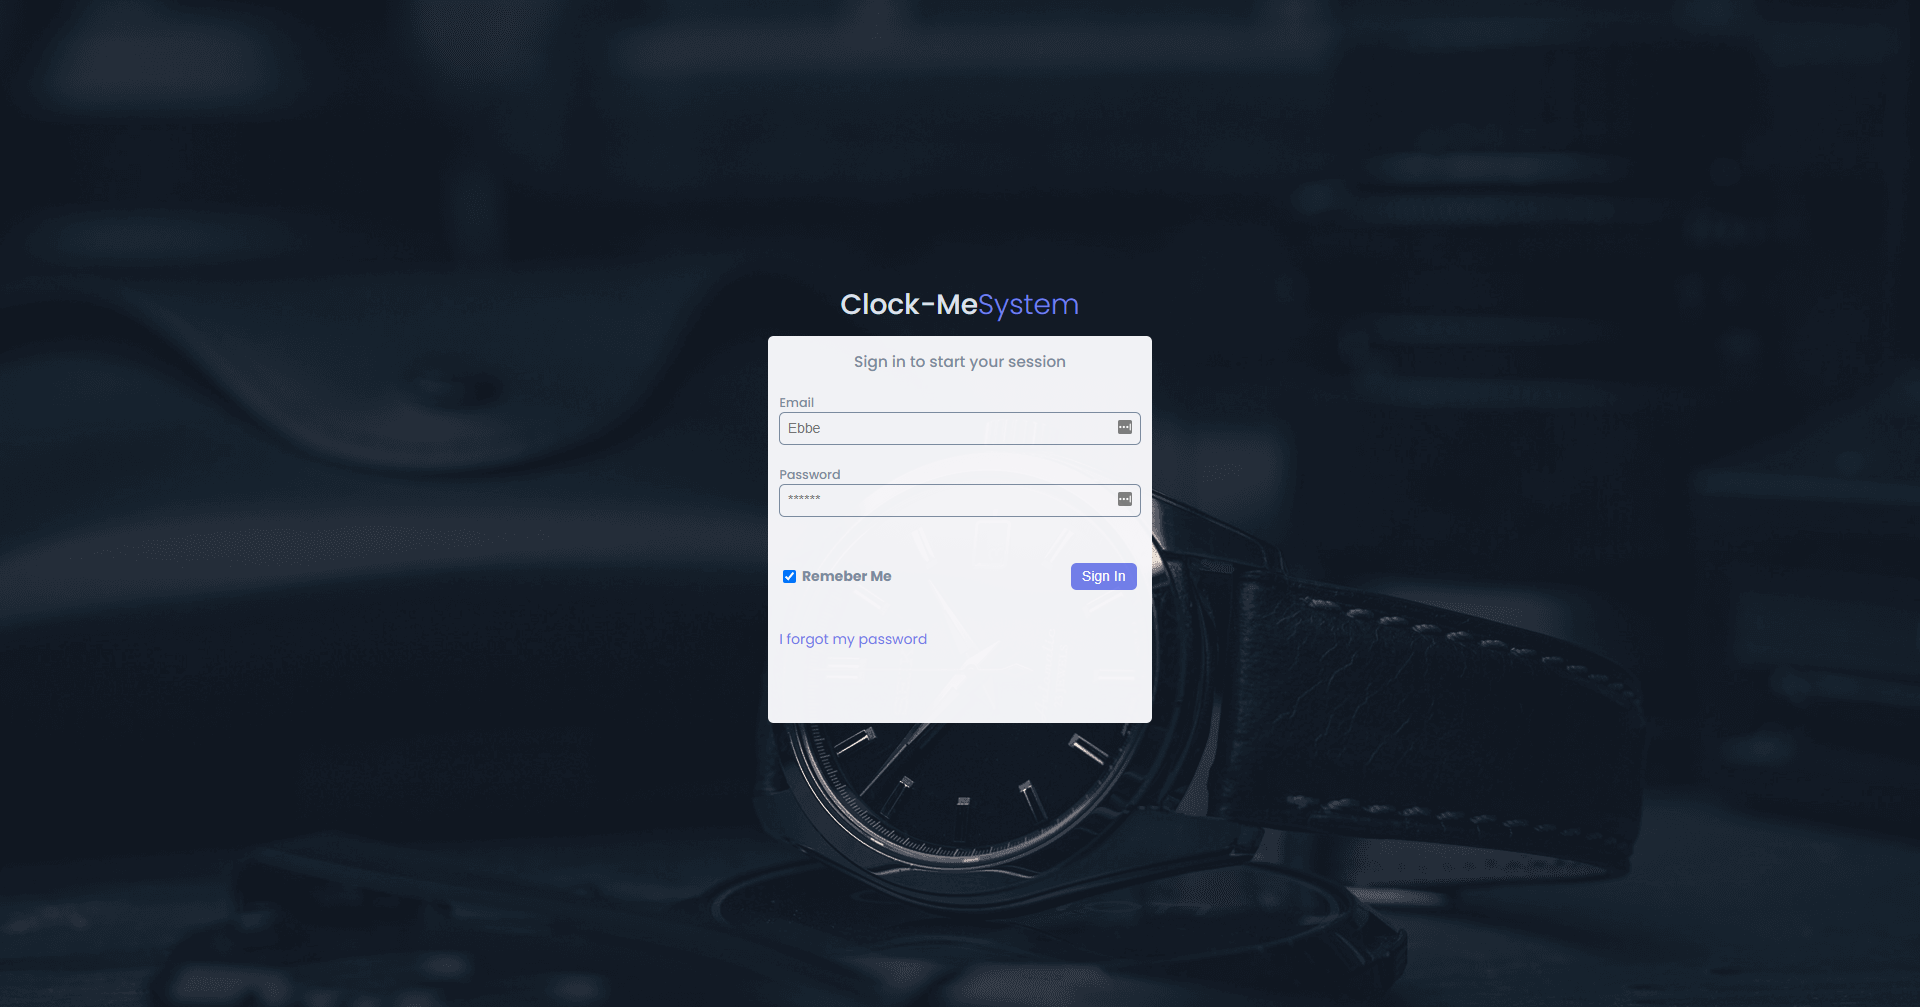 Clock-MeSystem
Sign in to start your session
Email
Ebbe
Password
******
Remeber Me
Sign In
I forgot my password